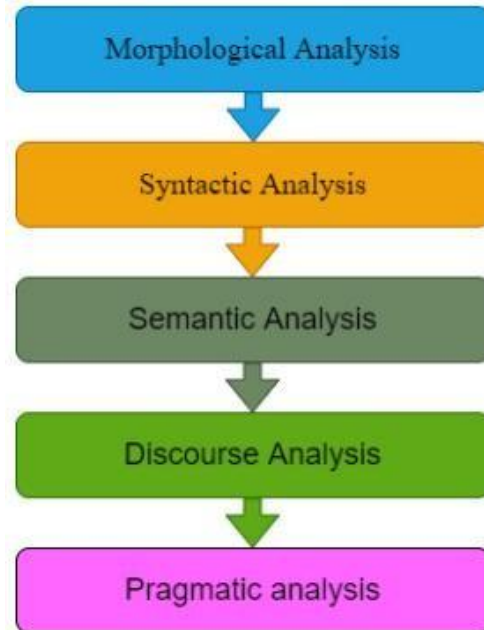 Morphological Analysis
Syntactic Analysis
Semantic Analysis
Discourse Analysis
Pragmatic analysis